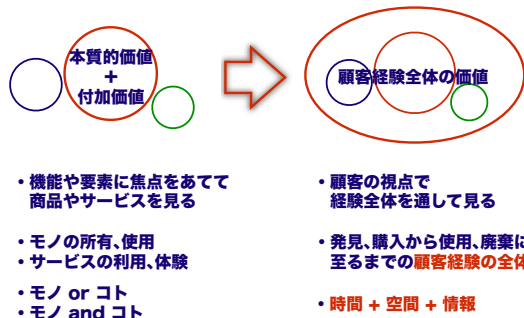 本質的価値
+
付加価値
顧客経験全体の価値
・機能や要素に焦点をあてて
商品やサービスを見る
・モノの所有、使用
・サービスの利用、体験
・モノ or コト
・モノ and コト
・顧客の視点で
経験全体を通して見る
・発見、購入から使用、廃棄に
至るまでの顧客経験の全体
・時間 + 空間 + 情報